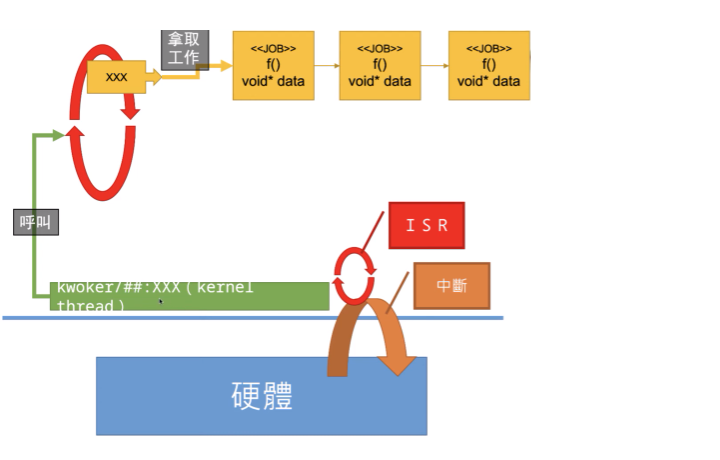 拿取
工作
<<JOB>>
f()
void* data
<<JOB>>
f()
void* data
<<JOB>>
f()
void* data
xxx
呼叫
ＩＳＲ
中斷
kwoker/##:XXX（kernel
thread）
硬體